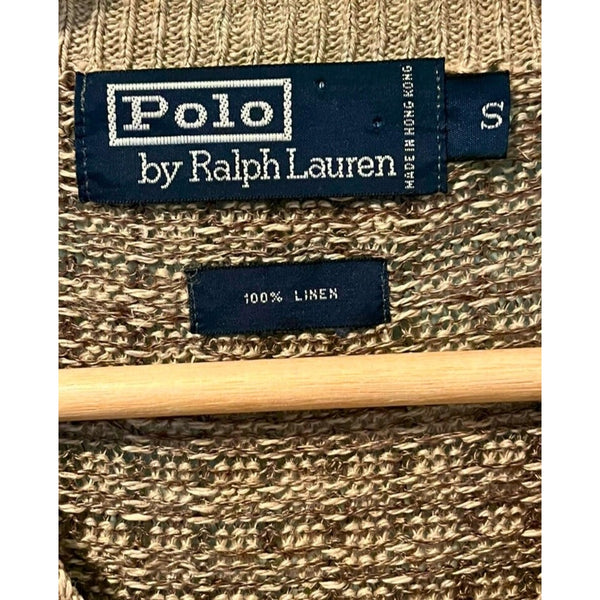 Polo
by Ralph Lauren
MADE IN HONG KONG
S
100% LINEN